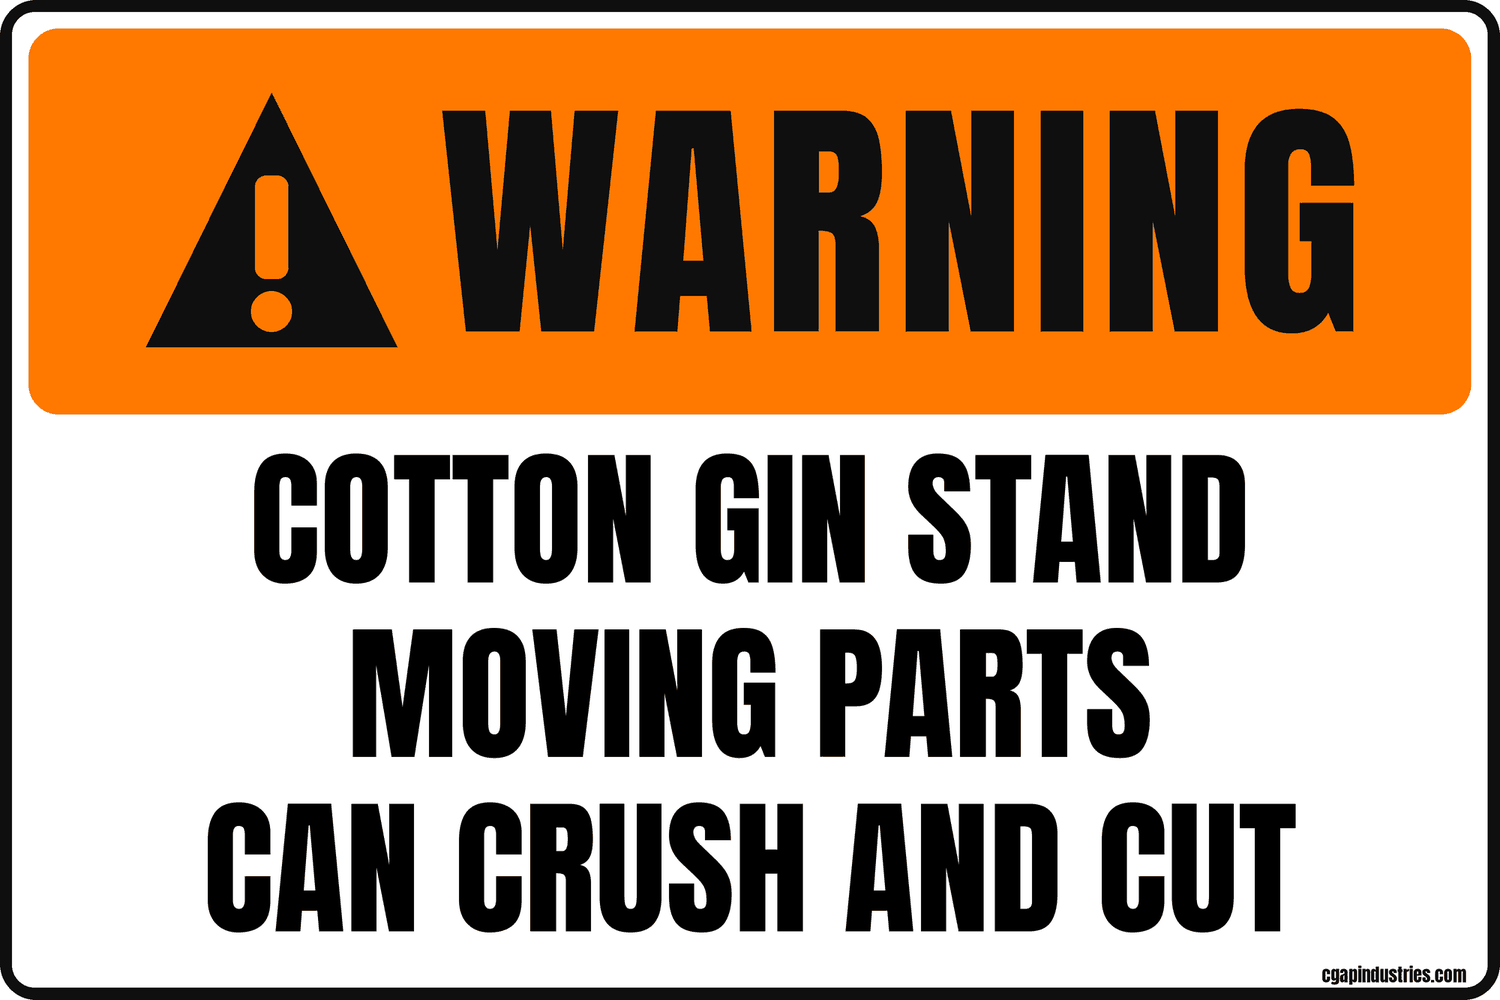 WARNING
COTTON GIN STAND
MOVING PARTS
CAN CRUSH AND CUT
cgapindustries.com